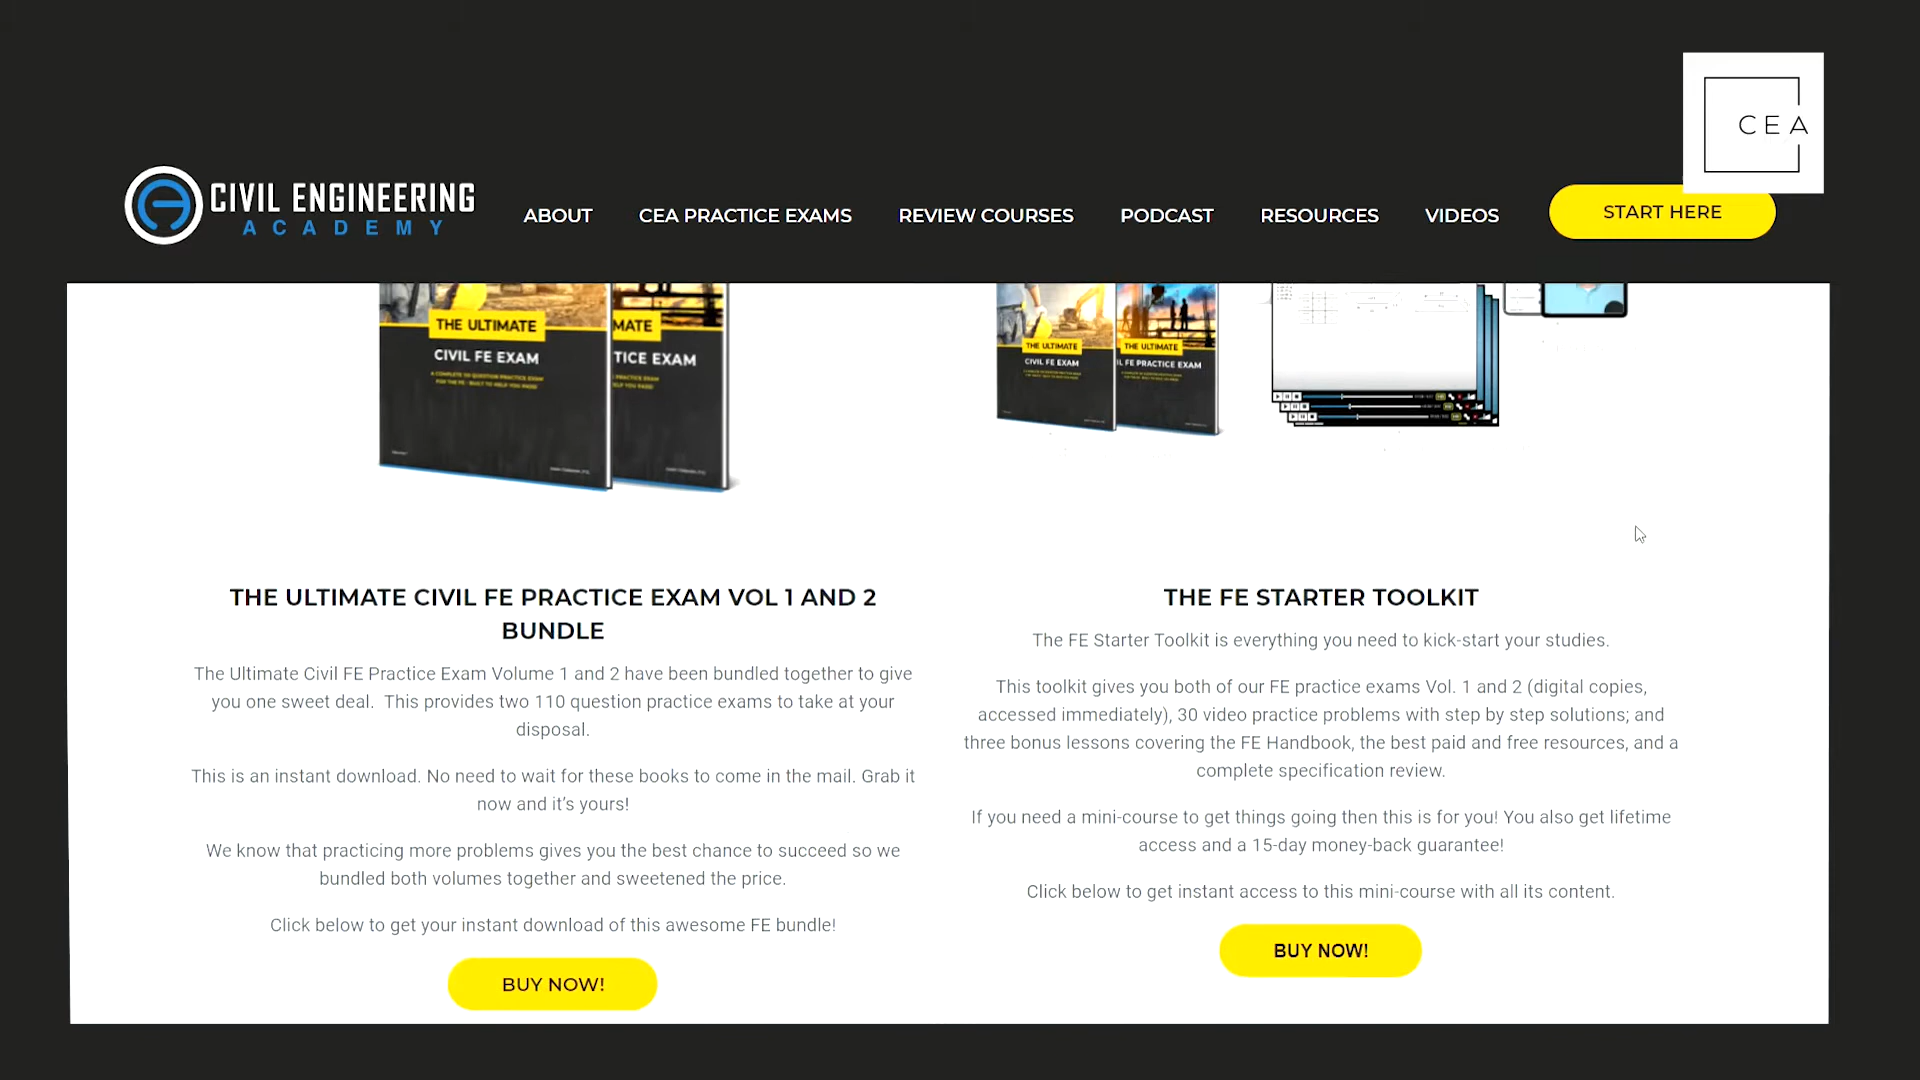 CEA
CIVIL ENGINEERING
ACADEMY
ABOUT
CEA PRACTICE EXAMS
REVIEW COURSES
PODCAST
RESOURCES
VIDEOS
START HERE
THE ULTIMATE
CIVIL FE EXAM
MATE
TICE EXAM
THE ULTIMATE
CIVIL FE EXAM
THE ULTIMATE
IL FE PRACTICE EXAM
THE ULTIMATE CIVIL FE PRACTICE EXAM VOL 1 AND 2
BUNDLE
The Ultimate Civil FE Practice Exam Volume 1 and 2 have been bundled together to give
you one sweet deal. This provides two 110 question practice exams to take at your
disposal.
This is an instant download. No need to wait for these books to come in the mail. Grab it
now and it's yours!
We know that practicing more problems gives you the best chance to succeed so we
bundled both volumes together and sweetened the price.
Click below to get your instant download of this awesome FE bundle!
BUY NOW!
THE FE STARTER TOOLKIT
The FE Starter Toolkit is everything you need to kick-start your studies.
This toolkit gives you both of our FE practice exams Vol. 1 and 2 (digital copies,
accessed immediately), 30 video practice problems with step by step solutions; and
three bonus lessons covering the FE Handbook, the best paid and free resources, and a
complete specification review.
If you need a mini-course to get things going then this is for you! You also get lifetime
access and a 15-day money-back guarantee!
Click below to get instant access to this mini-course with all its content.
BUY NOW!